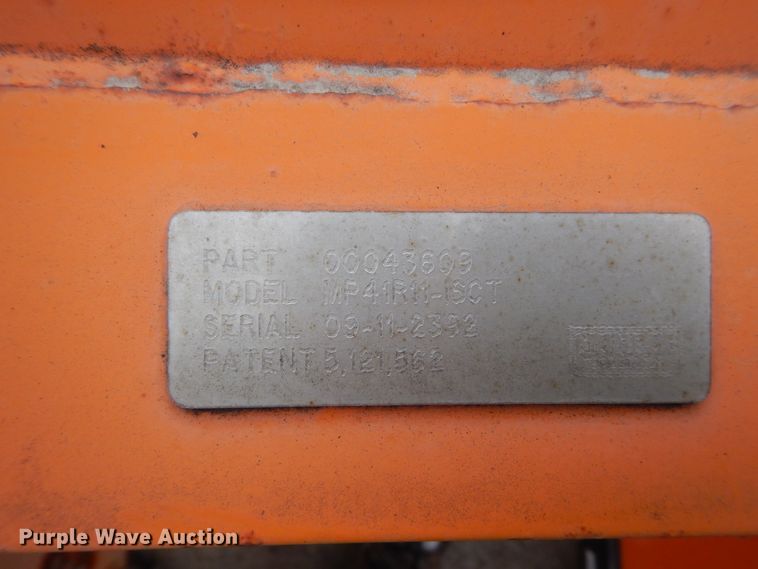 PART 00043609
MODEL MP41R11-ISCT
SERIAL 09-11-2392
PATENT 5,121,562
Purple Wave Auction